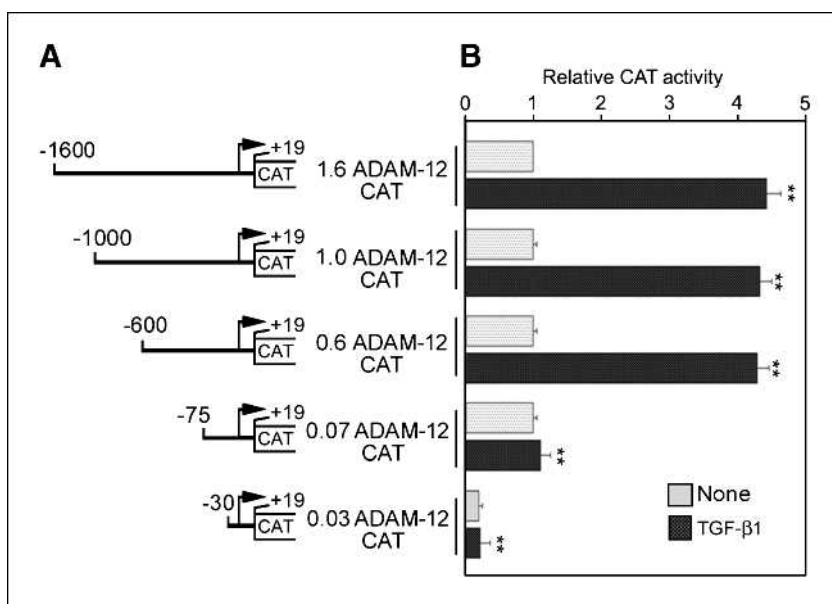 A
B
Relative CAT activity
0 1 2 3 4 5
-1600
+19
CAT
1.6 ADAM-12
CAT
**
-1000
+19
CAT
1.0 ADAM-12
CAT
**
-600
+19
CAT
0.6 ADAM-12
CAT
**
-75
+19
CAT
0.07 ADAM-12
CAT
**
-30
+19
CAT
0.03 ADAM-12
CAT
**
None
TGF-β1